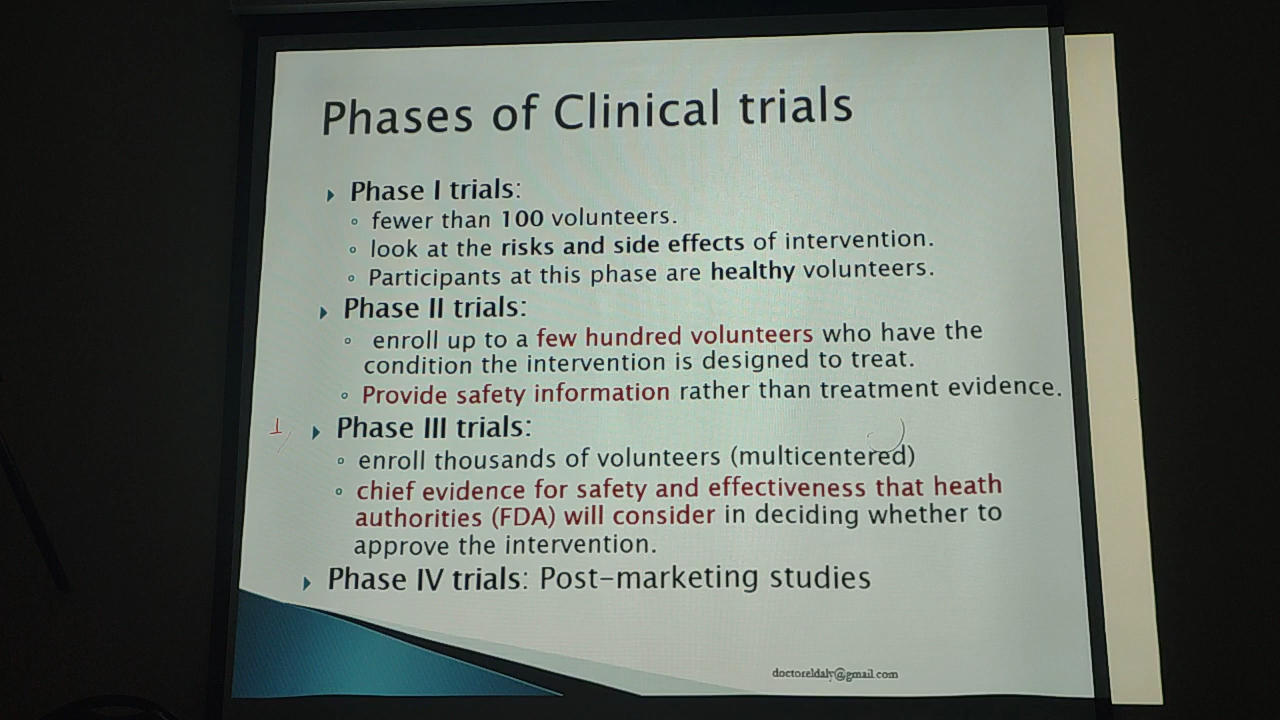 Phases of Clinical trials
Phase I trials:
fewer than 100 volunteers.
look at the risks and side effects of intervention.
Participants at this phase are healthy volunteers.
Phase II trials:
enroll up to a few hundred volunteers who have the
condition the intervention is designed to treat.
Provide safety information rather than treatment evidence.
Phase III trials:
enroll thousands of volunteers (multicentered)
chief evidence for safety and effectiveness that heath
authorities (FDA) will consider in deciding whether to
approve the intervention.
Phase IV trials: Post-marketing studies
doctoreldaly@gmail.com